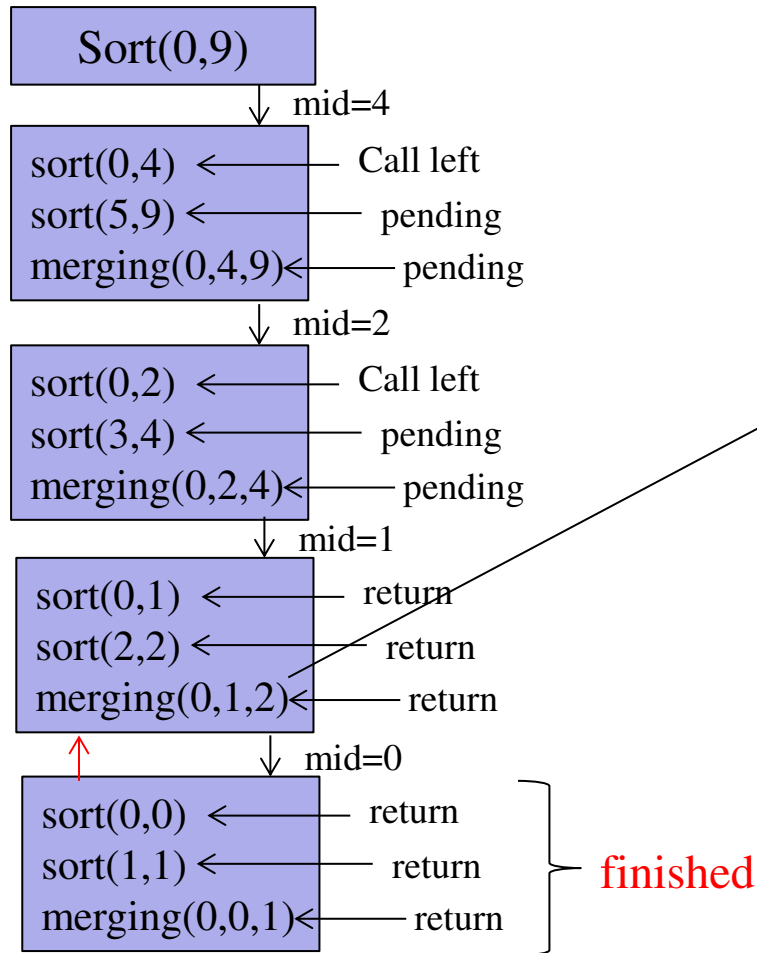 Sort(0,9)
mid=4
sort(0,4) Call left
sort(5,9) pending
merging(0,4,9) pending
mid=2
sort(0,2) Call left
sort(3,4) pending
merging(0,2,4) pending
mid=1
sort(0,1) return
sort(2,2) return
merging(0,1,2) return
mid=0
sort(0,0) return
sort(1,1) return
finished
merging(0,0,1) return